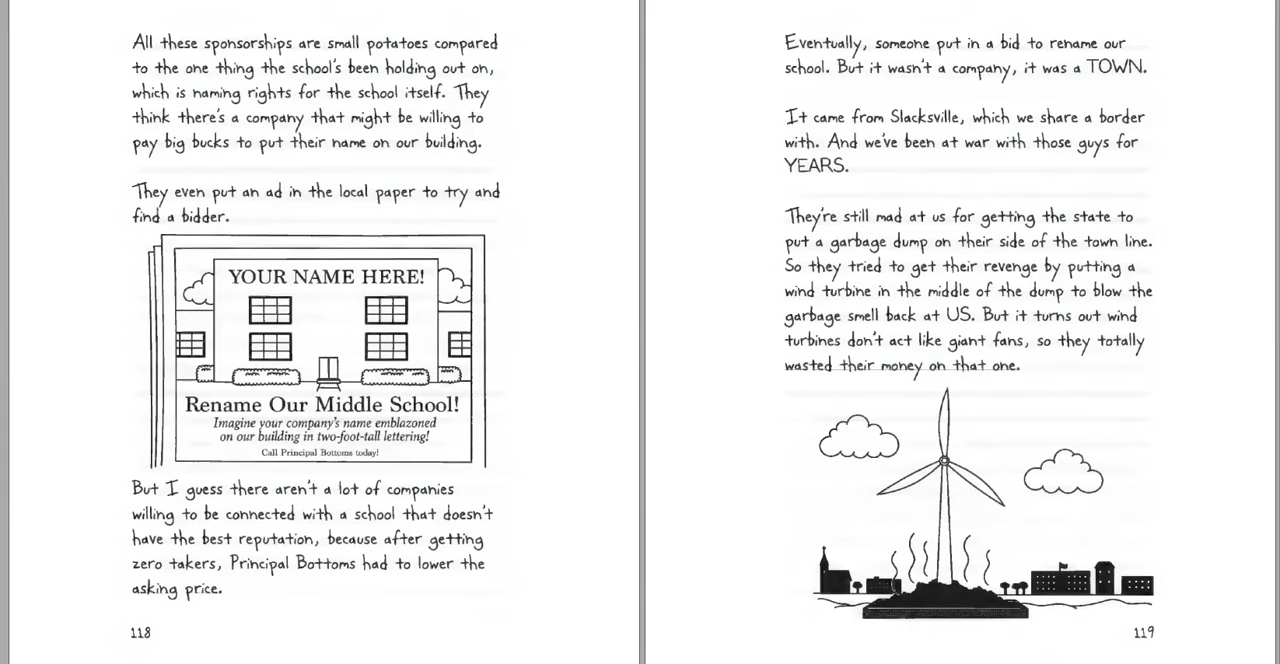 All these sponsorships are small potatoes compared
to the one thing the school's been holding out on,
which is naming rights for the school itself. They
think there's a company that might be willing to
pay big bucks to put their name on our building.
They even put an ad in the local paper to try and
find a bidder.
YOUR NAME HERE!
Rename Our Middle School!
Imagine your company's name emblazoned
on our building in two-foot-tall lettering!
Call Principal Bottoms today!
But I guess there aren't a lot of companies
willing to be connected with a school that doesn't
have the best reputation, because after getting
zero takers, Principal Bottoms had to lower the
asking price.
118
Eventually, someone put in a bid to rename our
school. But it wasn't a company, it was a TOWN.
It came from Slacksville, which we share a border
with. And we've been at war with those guys for
YEARS.
They're still mad at us for getting the state to
put a garbage dump on their side of the town line.
So they tried to get their revenge by putting a
wind turbine in the middle of the dump to blow the
garbage smell back at US. But it turns out wind
turbines don't act like giant fans, so they totally
wasted their money on that one.
119